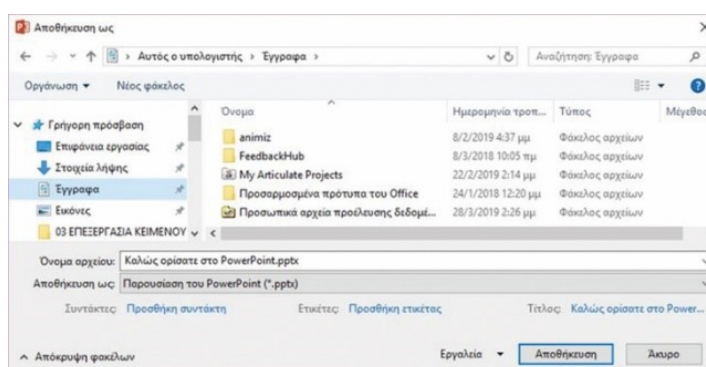 Αποθήκευση ως
Αυτός ο υπολογιστής › Έγγραφα ›
Αναζήτηση: Έγγραφα
Οργάνωση
Νέος φάκελος
Όνομα Ημερομηνία τροπ... Τύπος Μέγεθος
Γρήγορη πρόσβαση
Επιφάνεια εργασίας
Στοιχεία λήψης
Έγγραφα
Εικόνες
03 ΕΠΕΞΕΡΓΑΣΙΑ ΚΕΙΜΕΝΟΥ
animiz 8/2/2019 4:37 μμ Φάκελος αρχείων
FeedbackHub 8/3/2018 10:05 πμ Φάκελος αρχείων
My Articulate Projects 22/2/2019 2:14 μμ Φάκελος αρχείων
Προσαρμοσμένα πρότυπα του Office 24/1/2018 12:20 μμ Φάκελος αρχείων
Προσωπικά αρχεία προέλευσης δεδομέ... 28/3/2019 2:26 μμ Φάκελος αρχείων
Όνομα αρχείου: Καλώς ορίσατε στο PowerPoint.pptx
Αποθήκευση ως: Παρουσίαση του PowerPoint (*.pptx)
Συντάκτες: Προσθήκη συντάκτη Ετικέτες: Προσθήκη ετικέτας Τίτλος: Καλώς ορίσατε στο Power...
Απόκρυψη φακέλων Εργαλεία Αποθήκευση Άκυρο